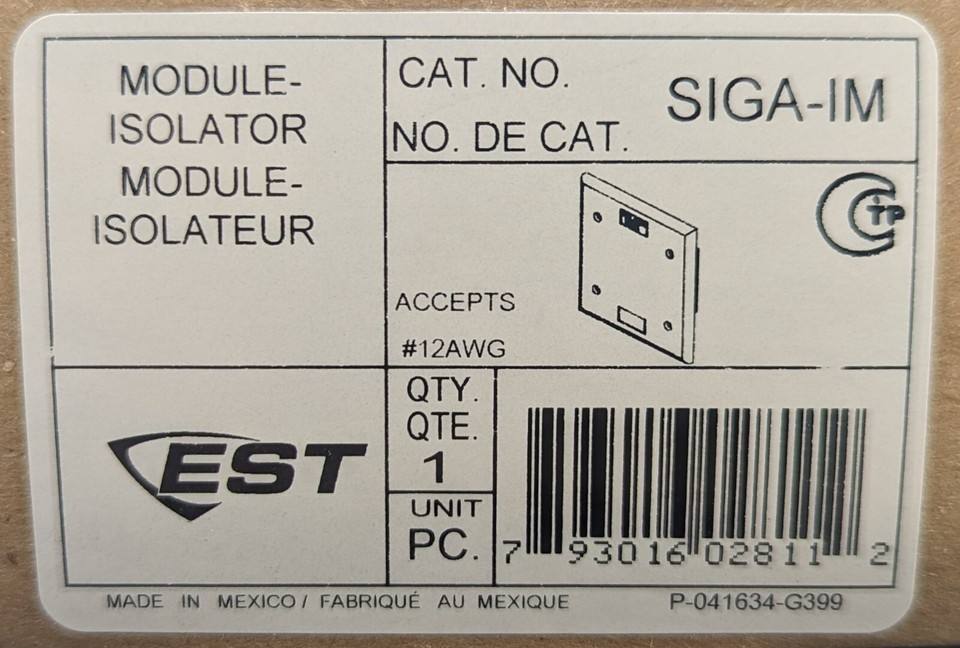 MODULE-
ISOLATOR
MODULE-
ISOLATEUR
CAT. NO.
NO. DE CAT.
SIGA-IM
TP
ACCEPTS
#12AWG
EST
QTY.
QTE.
1
UNIT
PC.
7 93016 02811 2
MADE IN MEXICO / FABRIQUÉ AU MEXIQUE
P-041634-G399